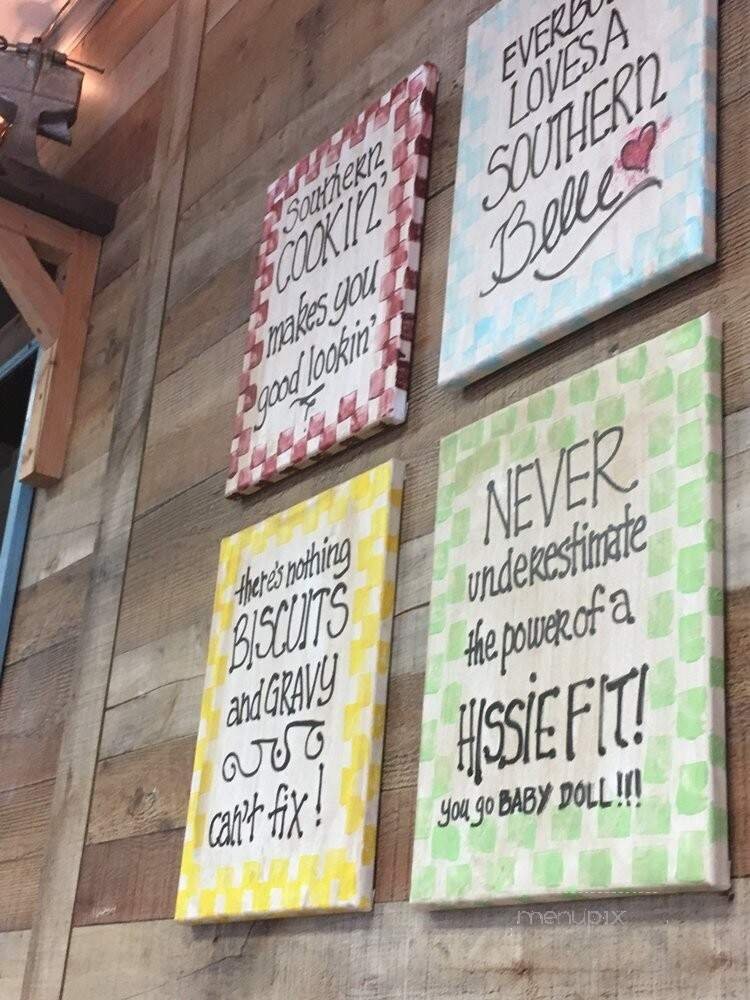 Southern
COOKIN'
makes you
good lookin'
LOVES A
SOUTHERN
Belle
there's nothing
BISCUITS
and GRAVY
can't fix!
NEVER
underestimate
the power of a
HISSIE FIT!
you go BABY DOLL!!!
menupix